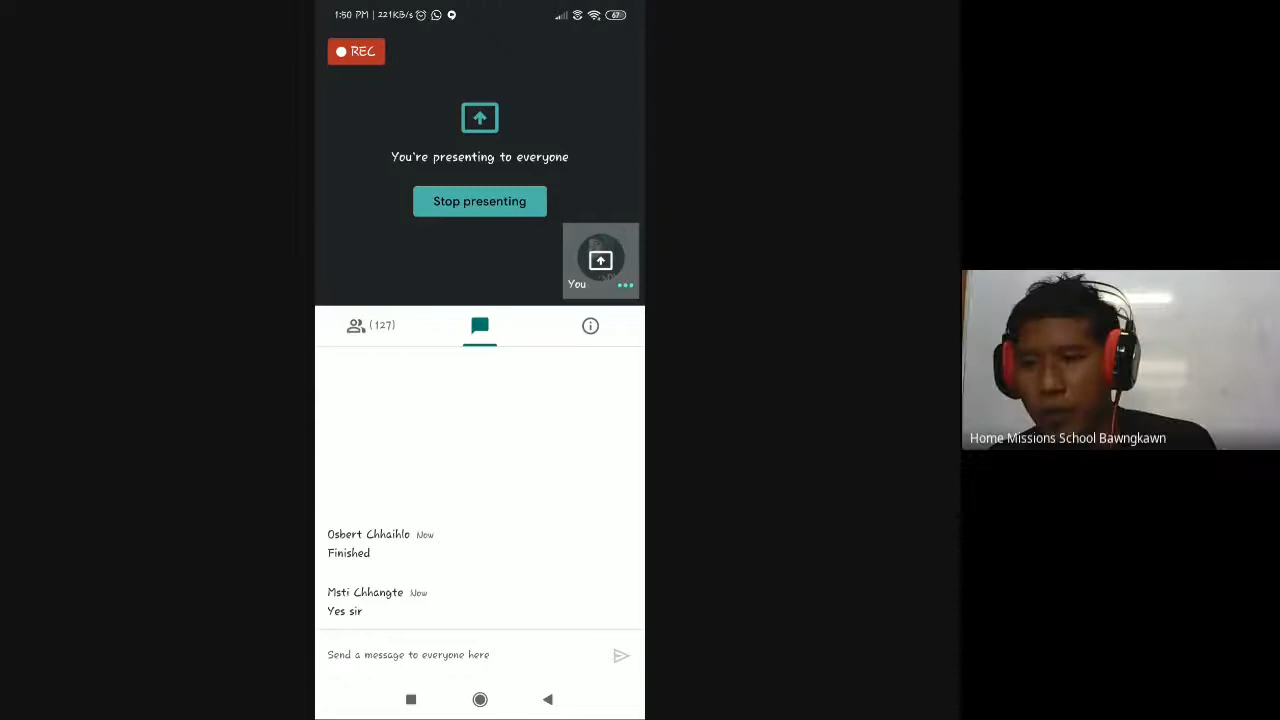 1:50 PM | 221KB/s
67
REC
You're presenting to everyone
Stop presenting
You
(127)
Osbert Chhaihlo Now
Finished
Msti Chhangte Now
Yes sir
Send a message to everyone here
Home Missions School Bawngkawn